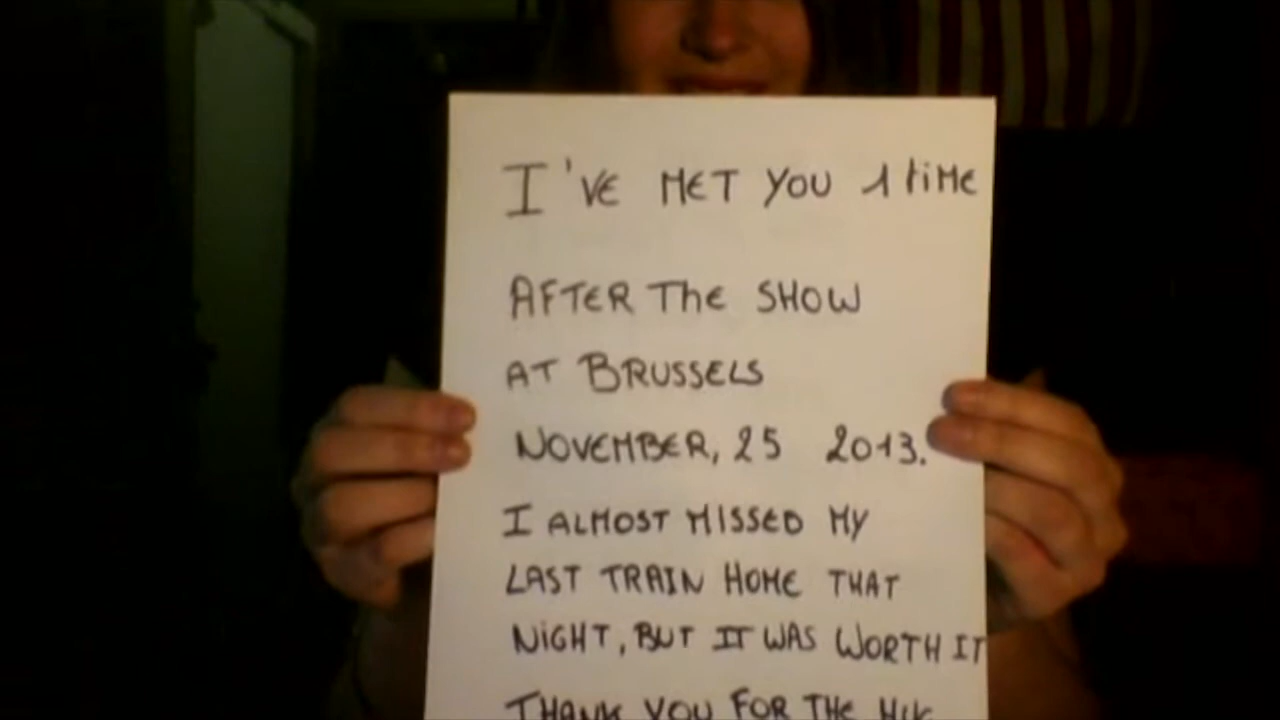 I'VE MET YOU 1 tiME
AFTER THE SHOW
AT BRUSSELS
NOVEMBER, 25 2013.
I ALMOST MISSED MY
LAST TRAIN HOME THAT
NIGHT, BUT IT WAS WORTH IT
THANK YOU FOR THE